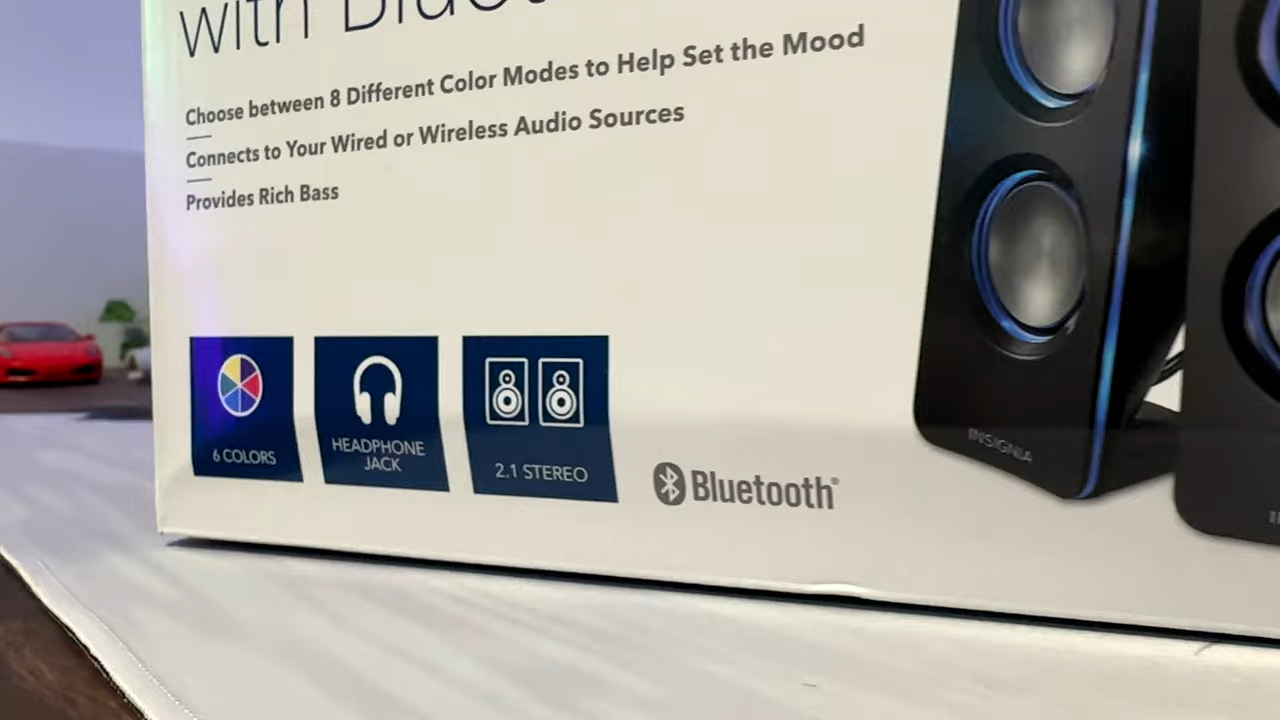 with
Choose between 8 Different Color Modes to Help Set the Mood
Connects to Your Wired or Wireless Audio Sources
Provides Rich Bass
6 COLORS
HEADPHONE
JACK
2.1 STEREO
Bluetooth®
INSIGNIA